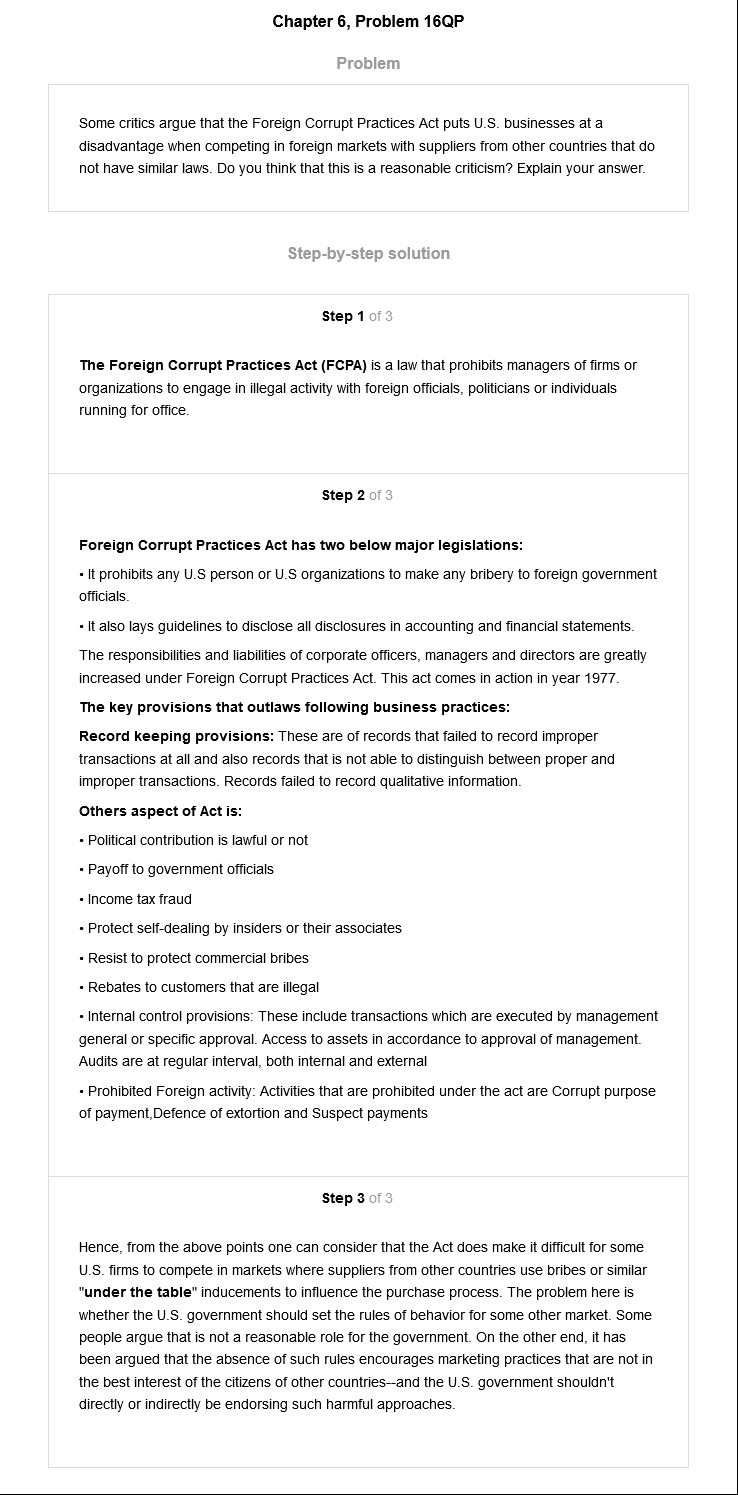 Chapter 6, Problem 16QP
Problem
Some critics argue that the Foreign Corrupt Practices Act puts U.S. businesses at a
disadvantage when competing in foreign markets with suppliers from other countries that do
not have similar laws. Do you think that this is a reasonable criticism? Explain your answer.
Step-by-step solution
Step 1 of 3
The Foreign Corrupt Practices Act (FCPA) is a law that prohibits managers of firms or
organizations to engage in illegal activity with foreign officials, politicians or individuals
running for office.
Step 2 of 3
Foreign Corrupt Practices Act has two below major legislations:
• It prohibits any U.S person or U.S organizations to make any bribery to foreign government
officials.
• It also lays guidelines to disclose all disclosures in accounting and financial statements.
The responsibilities and liabilities of corporate officers, managers and directors are greatly
increased under Foreign Corrupt Practices Act. This act comes in action in year 1977.
The key provisions that outlaws following business practices:
Record keeping provisions: These are of records that failed to record improper
transactions at all and also records that is not able to distinguish between proper and
improper transactions. Records failed to record qualitative information.
Others aspect of Act is:
• Political contribution is lawful or not
• Payoff to government officials
• Income tax fraud
• Protect self-dealing by insiders or their associates
• Resist to protect commercial bribes
• Rebates to customers that are illegal
• Internal control provisions: These include transactions which are executed by management
general or specific approval. Access to assets in accordance to approval of management.
Audits are at regular interval, both internal and external
• Prohibited Foreign activity: Activities that are prohibited under the act are Corrupt purpose
of payment,Defence of extortion and Suspect payments
Step 3 of 3
Hence, from the above points one can consider that the Act does make it difficult for some
U.S. firms to compete in markets where suppliers from other countries use bribes or similar
"under the table" inducements to influence the purchase process. The problem here is
whether the U.S. government should set the rules of behavior for some other market. Some
people argue that is not a reasonable role for the government. On the other end, it has
been argued that the absence of such rules encourages marketing practices that are not in
the best interest of the citizens of other countries--and the U.S. government shouldn't
directly or indirectly be endorsing such harmful approaches.